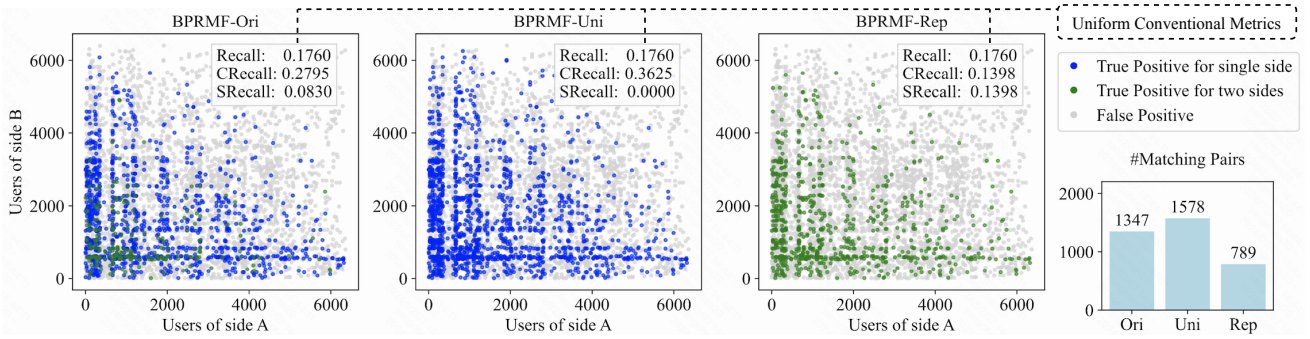 BPRMF-Ori
Users of side B
6000
4000
2000
0
Recall: 0.1760
CRecall: 0.2795
SRecall: 0.0830
0 2000 4000 6000
Users of side A
BPRMF-Uni
6000
4000
2000
0
Recall: 0.1760
CRecall: 0.3625
SRecall: 0.0000
0 2000 4000 6000
Users of side A
BPRMF-Rep
6000
4000
2000
0
Recall: 0.1760
CRecall: 0.1398
SRecall: 0.1398
0 2000 4000 6000
Users of side A
Uniform Conventional Metrics
True Positive for single side
True Positive for two sides
False Positive
#Matching Pairs
2000
1000
0
1347
1578
789
Ori Uni Rep